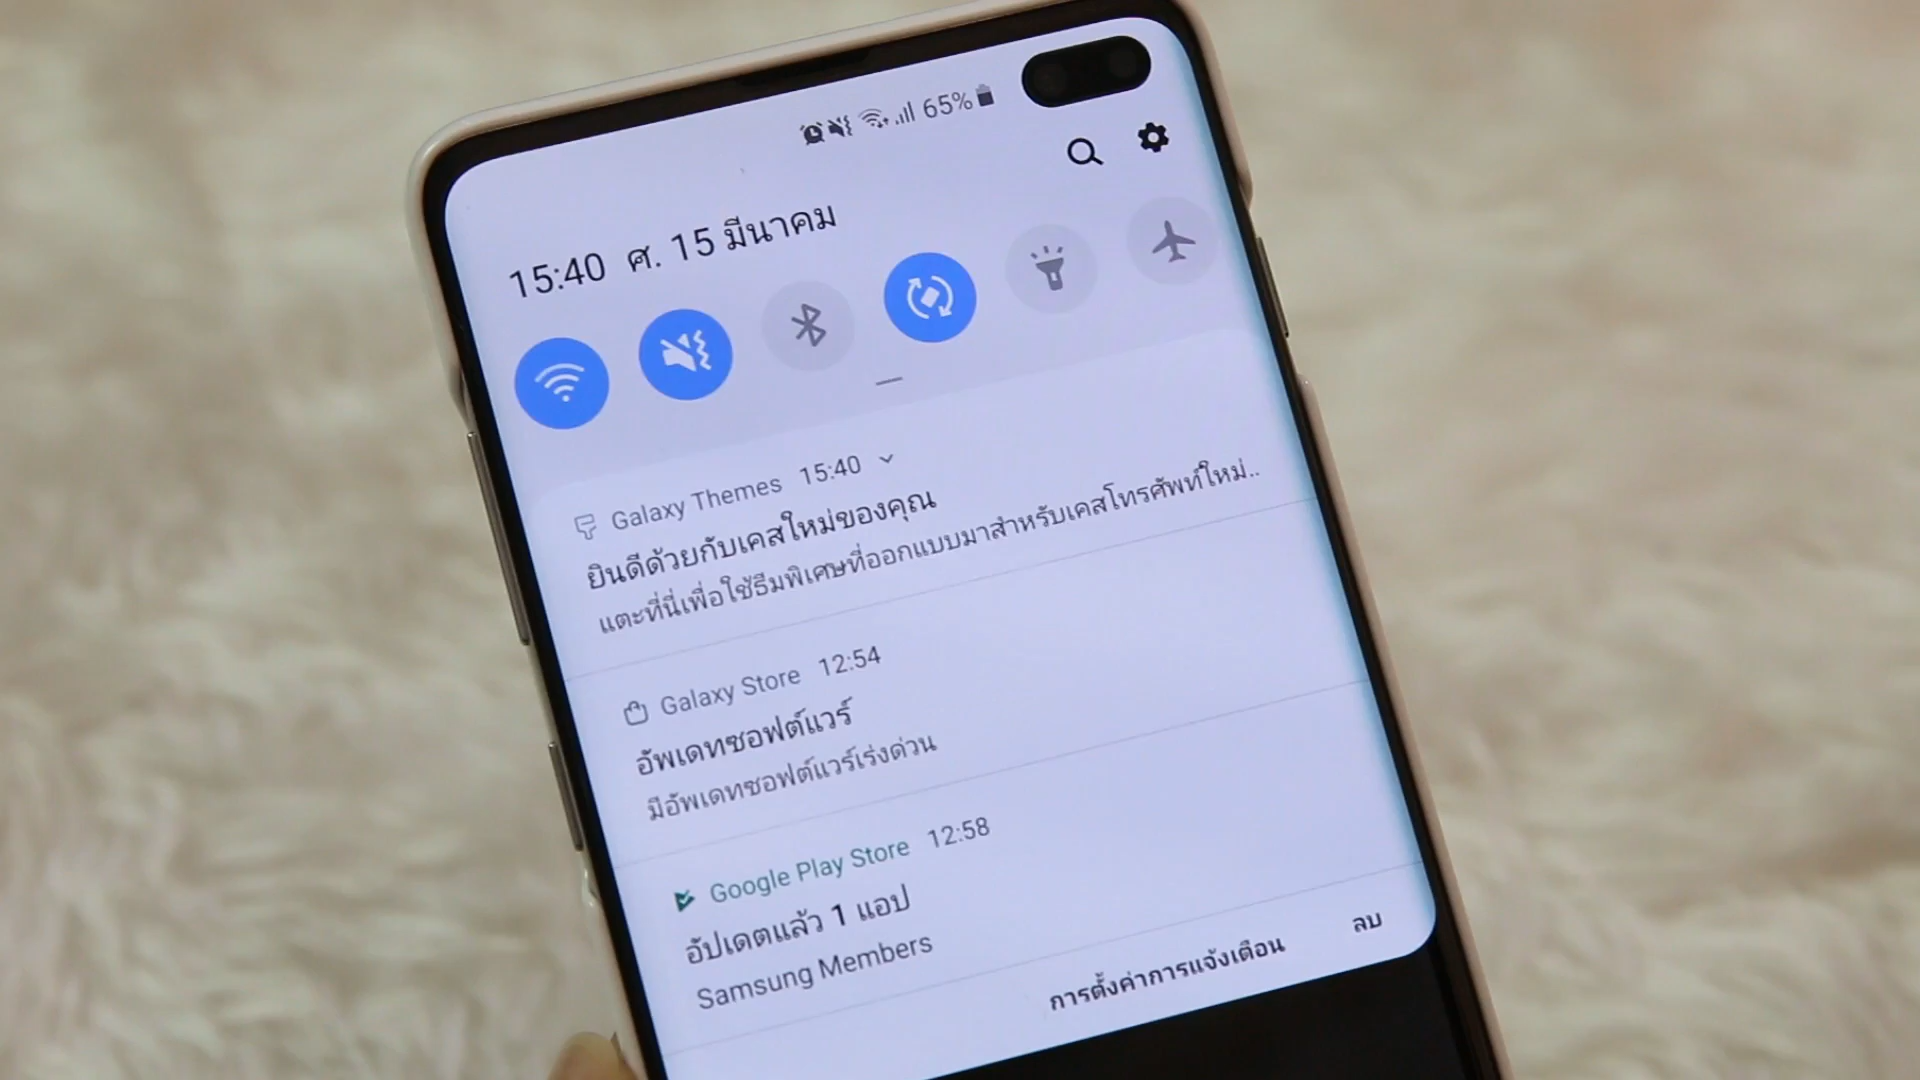 65%
15:40 ศ. 15 มีนาคม
Galaxy Themes 15:40
ยินดีด้วยกับเคสใหม่ของคุณ
แตะที่นี่เพื่อใช้ธีมพิเศษที่ออกแบบมาสำหรับเคสโทรศัพท์ใหม่..
Galaxy Store 12:54
อัพเดทซอฟต์แวร์
มีอัพเดทซอฟต์แวร์เร่งด่วน
Google Play Store 12:58
อัปเดตแล้ว 1 แอป
Samsung Members
การตั้งค่าการแจ้งเตือน ลบ